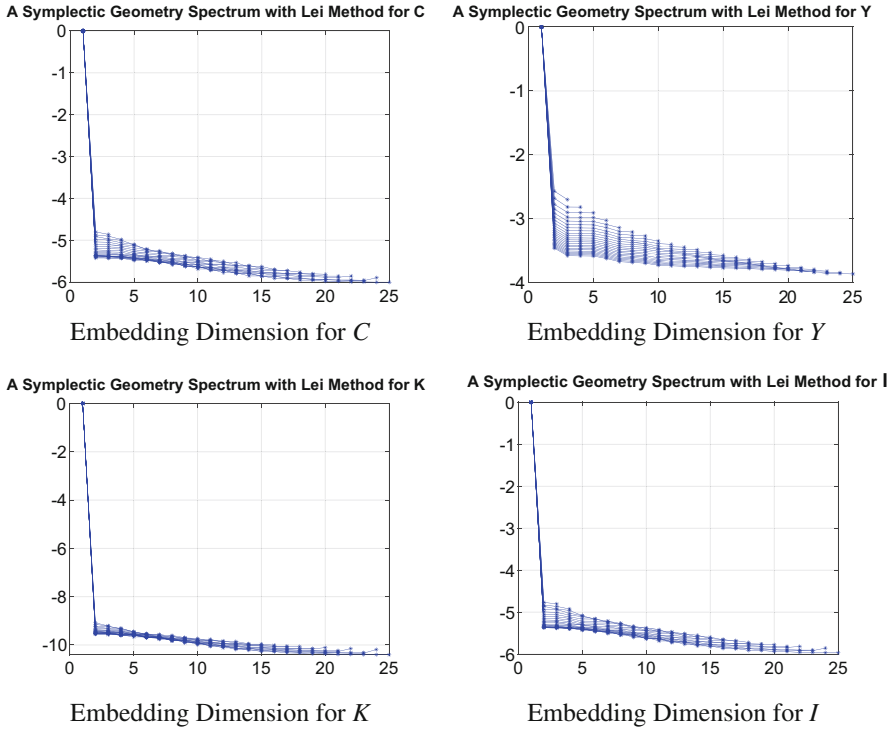 A Symplectic Geometry Spectrum with Lei Method for C
0
-1
-2
-3
-4
-5
-6
0 5 10 15 20 25
Embedding Dimension for C
A Symplectic Geometry Spectrum with Lei Method for Y
0
-1
-2
-3
-4
0 5 10 15 20 25
Embedding Dimension for Y
A Symplectic Geometry Spectrum with Lei Method for K
0
-2
-4
-6
-8
-10
0 5 10 15 20 25
Embedding Dimension for K
A Symplectic Geometry Spectrum with Lei Method for I
0
-1
-2
-3
-4
-5
-6
0 5 10 15 20 25
Embedding Dimension for I